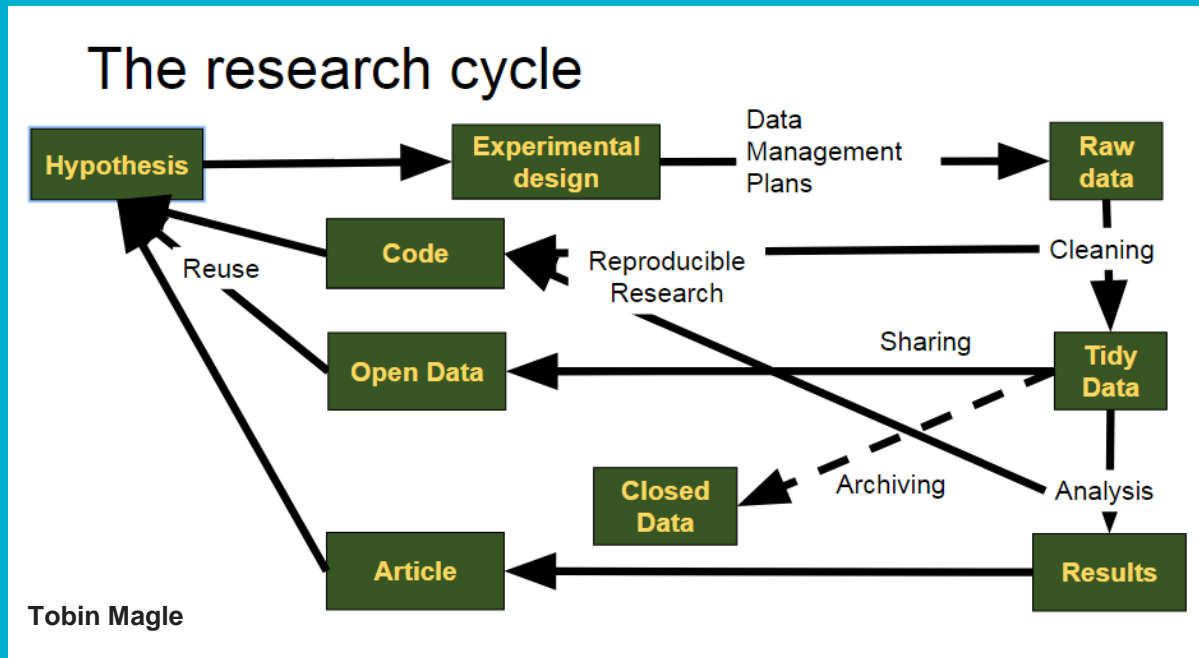 The research cycle
Hypothesis
Experimental
design
Data
Management
Plans
Raw
data
Code
Reuse
Reproducible
Research
Cleaning
Open Data
Sharing
Tidy
Data
Closed
Data
Archiving
Analysis
Article
Results
Tobin Magle